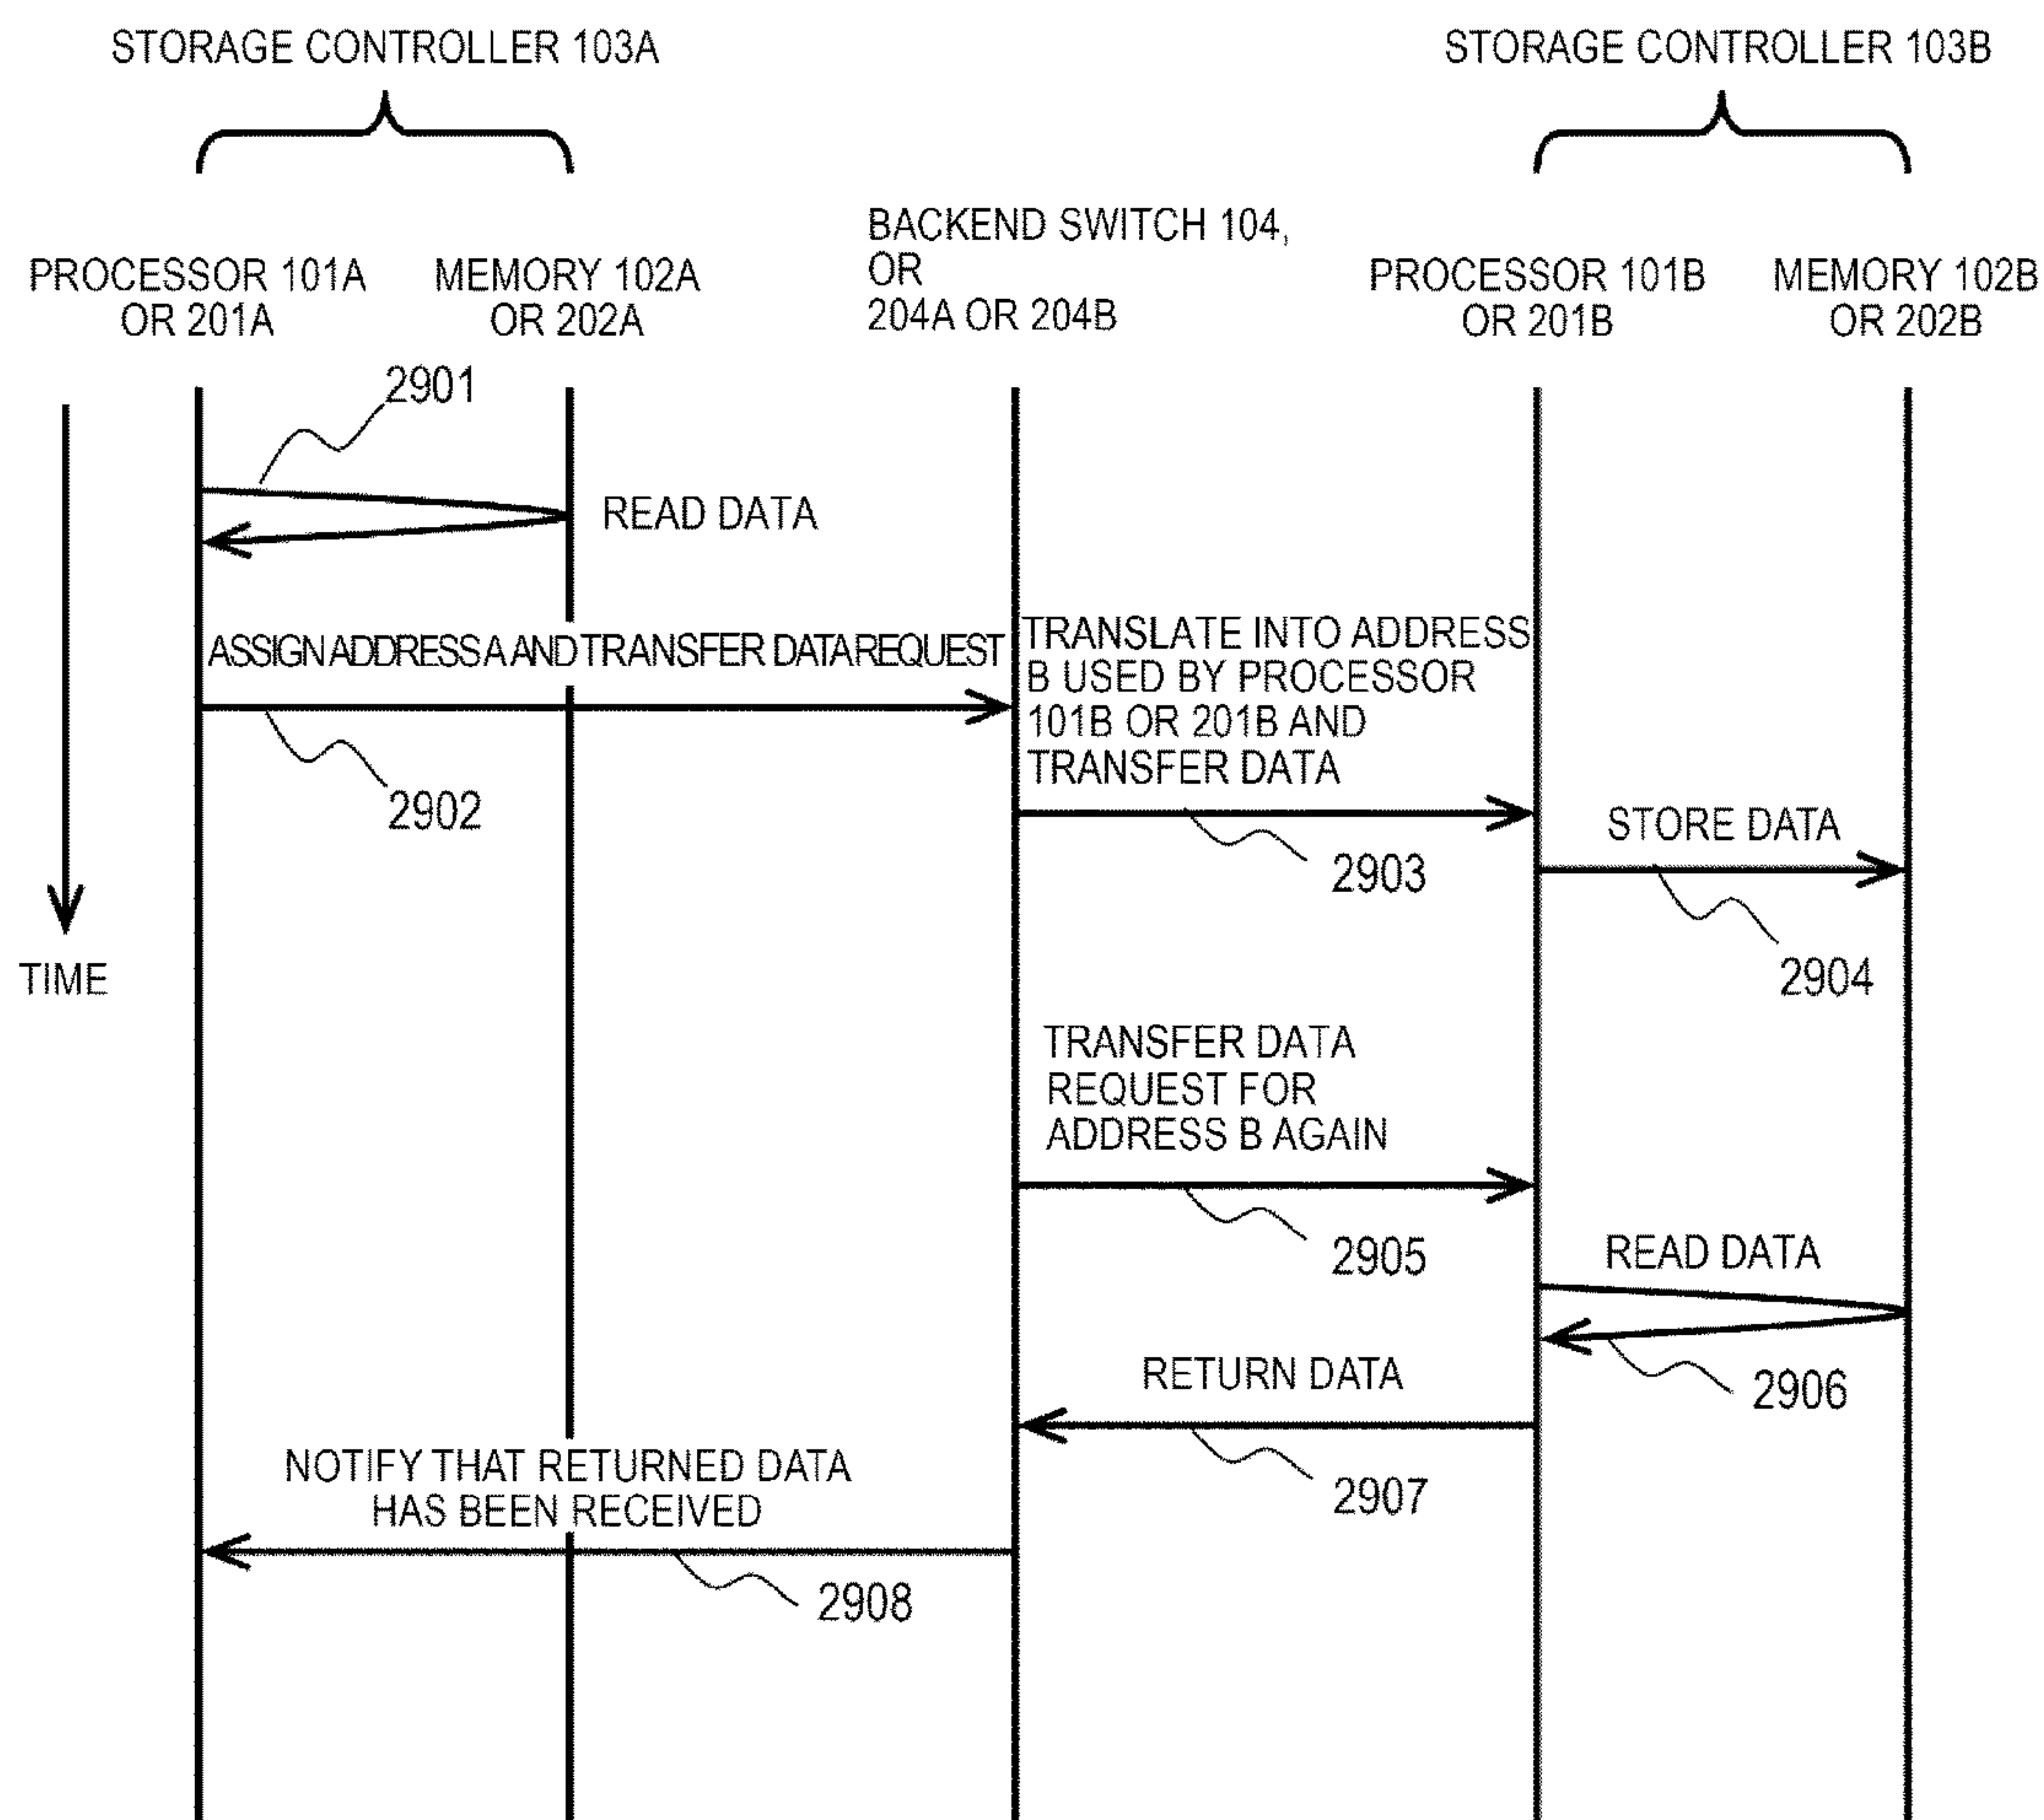 STORAGE CONTROLLER 103A
STORAGE CONTROLLER 103B
PROCESSOR 101A
OR 201A
MEMORY 102A
OR 202A
BACKEND SWITCH 104,
OR
204A OR 204B
PROCESSOR 101B
OR 201B
MEMORY 102B
OR 202B
2901
READ DATA
ASSIGN ADDRESS A AND TRANSFER DATA REQUEST
2902
TRANSLATE INTO ADDRESS
B USED BY PROCESSOR
101B OR 201B AND
TRANSFER DATA
2903
STORE DATA
2904
TIME
TRANSFER DATA
REQUEST FOR
ADDRESS B AGAIN
2905
READ DATA
2906
RETURN DATA
2907
NOTIFY THAT RETURNED DATA
HAS BEEN RECEIVED
2908